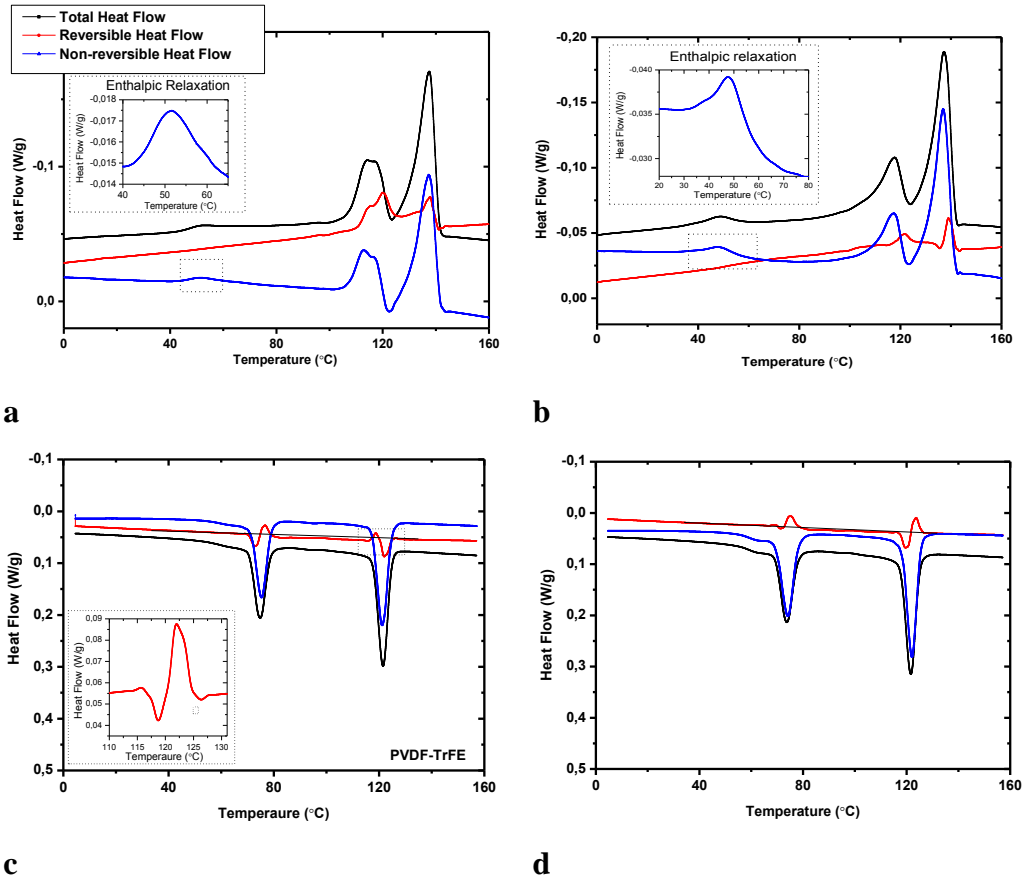 Total Heat Flow
Reversible Heat Flow
Non-reversible Heat Flow
Enthalpic Relaxation
-0,018
-0,017
-0,016
-0,015
-0,014
40 50 60
Heat Flow (W/g)
Temperature (°C)
-0,1
0,0
Heat Flow (W/g)
0 40 80 120 160
Temperature (°C)
a
-0,20
-0,15
-0,10
-0,05
0,00
Heat Flow (W/g)
Enthalpic relaxation
-0,040
-0,036
-0,030
Heat Flow (W/g)
20 30 40 50 60 70 80
Temperature (°C)
0 40 80 120 160
Temperature (°C)
b
-0,1
0,0
0,1
0,2
0,3
0,4
0,5
Heat Flow (W/g)
0,09
0,08
0,07
0,06
0,05
0,04
Heat Flow (W/g)
110 115 120 125 130
Temperaure (°C)
PVDF-TrFE
0 40 80 120 160
Temperaure (°C)
c
-0,1
0,0
0,1
0,2
0,3
0,4
0,5
Heat Flow (W/g)
0 40 80 120 160
Temperature (°C)
d